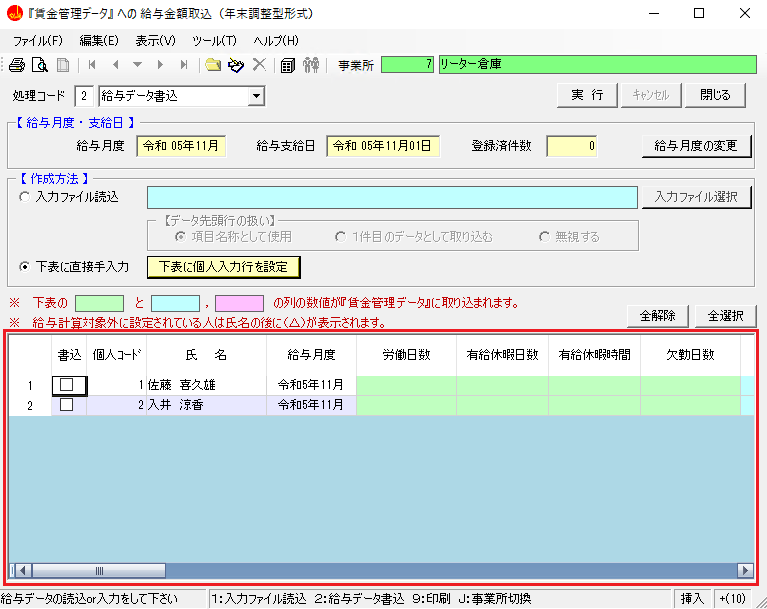 『賃金管理データ』への 給与金額取込 (年末調整型形式)
ファイル(F) 編集(E) 表示(V) ツール(T) ヘルプ(H)
事業所 7 リーター倉庫
処理コード 2 給与データ書込 実 行 キャンセル 閉じる
【 給与月度・支給日 】
給与月度 令和 05年11月 給与支給日 令和 05年11月01日 登録済件数 0 給与月度の変更
【 作成方法 】
入力ファイル読込 入力ファイル選択
【データ先頭行の扱い】
項目名称として使用 1件目のデータとして取り込む 無視する
下表に直接手入力 下表に個人入力行を設定
※ 下表の と , の列の数値が『賃金管理データ』に取り込まれます。
※ 給与計算対象外に設定されている人は氏名の後に(△)が表示されます。 全解除 全選択
書込 個人コード 氏 名 給与月度 労働日数 有給休暇日数 有給休暇時間 欠勤日数
1 1 佐藤 喜久雄 令和5年11月
2 2 入井 涼香 令和5年11月
給与データの読込or入力をして下さい 1:入力ファイル読込 2:給与データ書込 9:印刷 J:事業所切換 挿入 +(10)